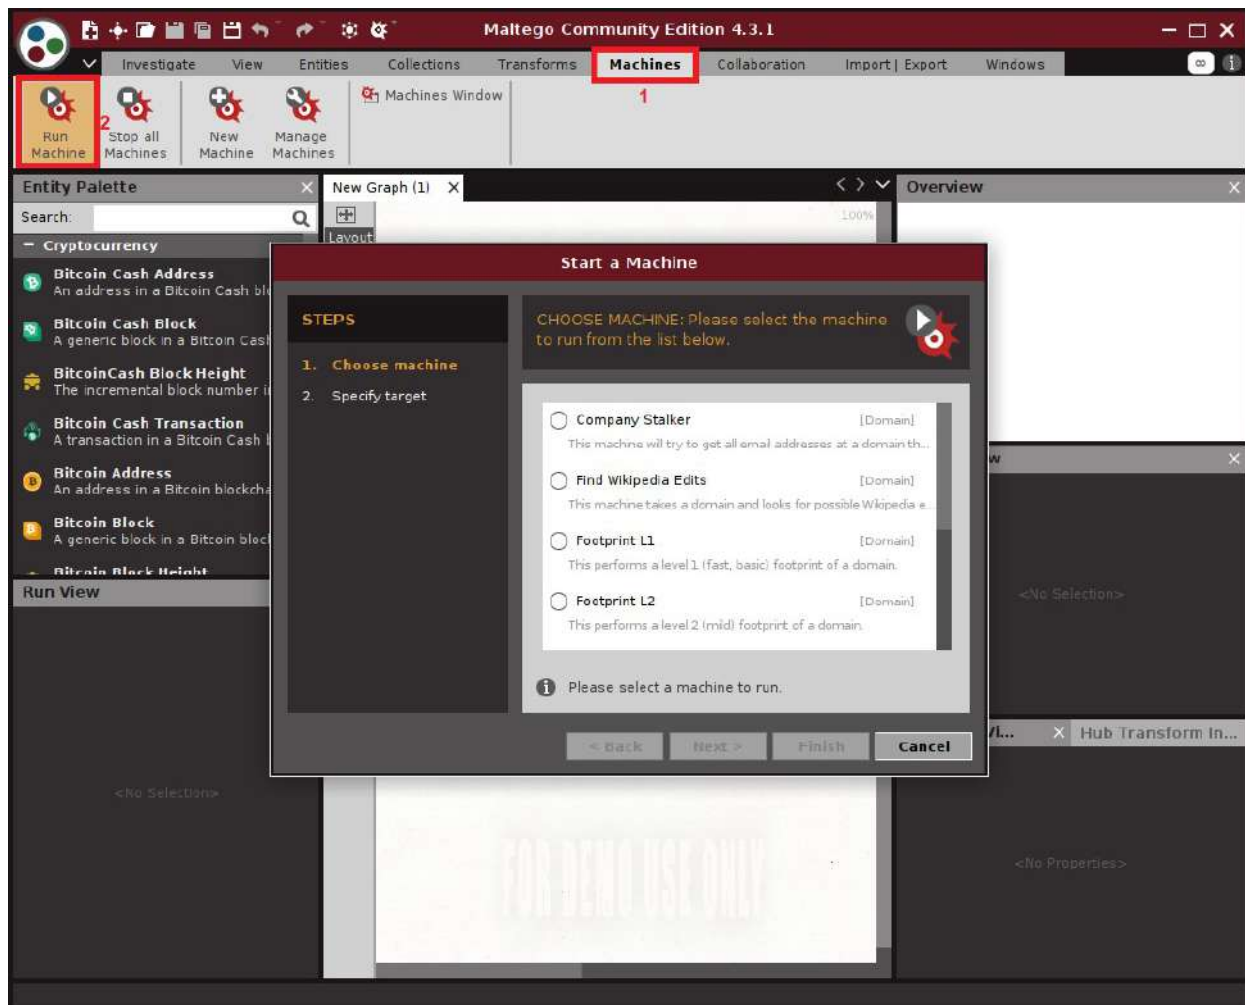 Maltego Community Edition 4.3.1
Investigate View Entities Collections Transforms Machines Collaboration Import | Export Windows
1
Machines Window
2
Run Machine
Stop all Machines
New Machine
Manage Machines
Entity Palette
New Graph (1)
Overview
Search:
100%
Layout
Cryptocurrency
Bitcoin Cash Address
An address in a Bitcoin Cash
Bitcoin Cash Block
A generic block in a Bitcoin
BitcoinCash Block Height
The incremental block number
Bitcoin Cash Transaction
A transaction in a Bitcoin Cash
Bitcoin Address
An address in a Bitcoin
Bitcoin Block
A generic block in a Bitcoin
Bitcoin Block Height
Run View
<No Selection>
Start a Machine
STEPS
1. Choose machine
2. Specify target
CHOOSE MACHINE: Please select the machine
to run from the list below.
Company Stalker [Domain]
This machine will try to get all email addresses at a domain th...
Find Wikipedia Edits [Domain]
This machine takes a domain and looks for possible Wikipedia e...
Footprint L1 [Domain]
This performs a level 1 (fast, basic) footprint of a domain.
Footprint L2 [Domain]
This performs a level 2 (mild) footprint of a domain.
Please select a machine to run.
< Back Next > Finish Cancel
<No Selection>
Hub Transform In...
<No Properties>
FOR DEMO USE ONLY